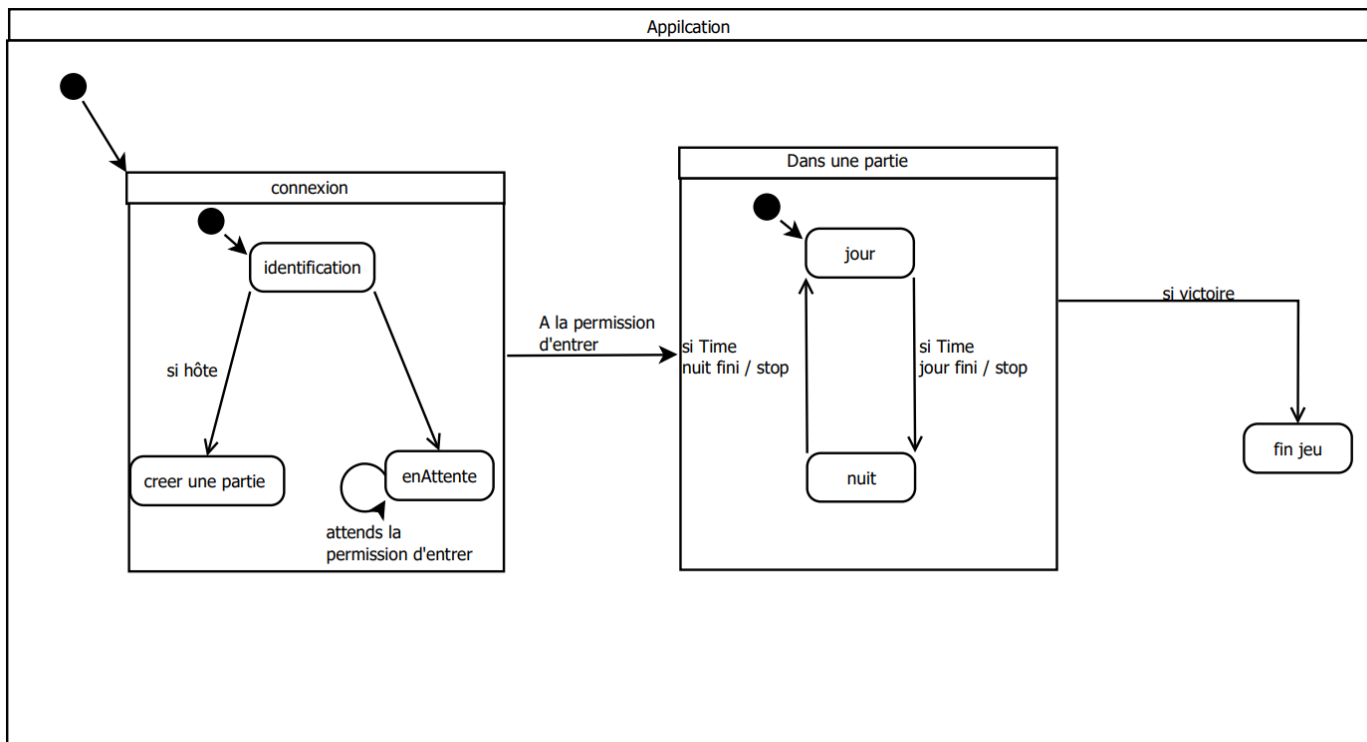 Appilcation
connexion
identification
si hôte
creer une partie
enAttente
attends la
permission d'entrer
A la permission
d'entrer
Dans une partie
jour
si Time
nuit fini / stop
si Time
jour fini / stop
nuit
si victoire
fin jeu